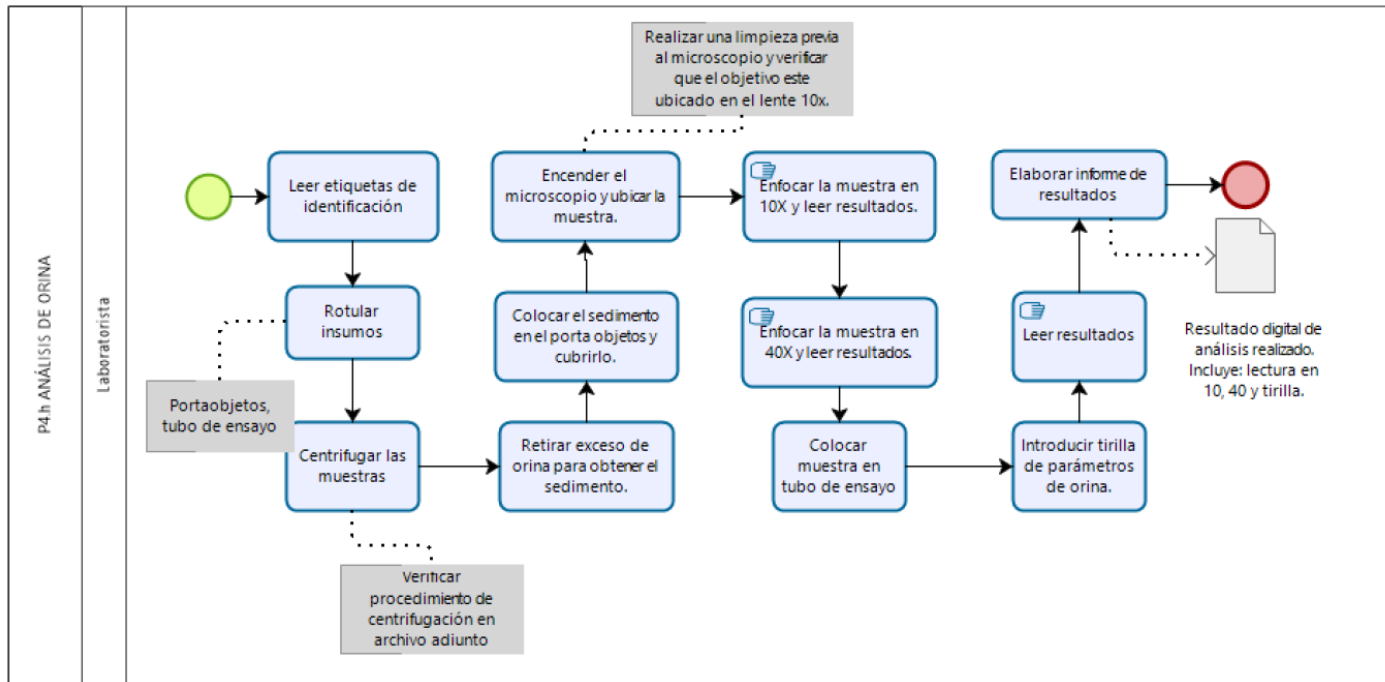 P4.h ANÁLISIS DE ORINA
Laboratorista
Leer etiquetas de
identificación
Rotular
insumos
Portaobjetos,
tubo de ensayo
Centrifugar las
muestras
Verificar
procedimiento de
centrifugación en
archivo adjunto
Retirar exceso de
orina para obtener el
sedimento.
Colocar el sedimento
en el porta objetos y
cubrirlo.
Encender el
microscopio y ubicar la
muestra.
Realizar una limpieza previa
al microscopio y verificar
que el objetivo este
ubicado en el lente 10x.
Enfocar la muestra en
10X y leer resultados.
Enfocar la muestra en
40X y leer resultados.
Colocar
muestra en
tubo de ensayo
Introducir tirilla
de parámetros
de orina.
Leer resultados
Elaborar informe de
resultados
Resultado digital de
análisis realizado.
Incluye: lectura en
10, 40 y tirilla.